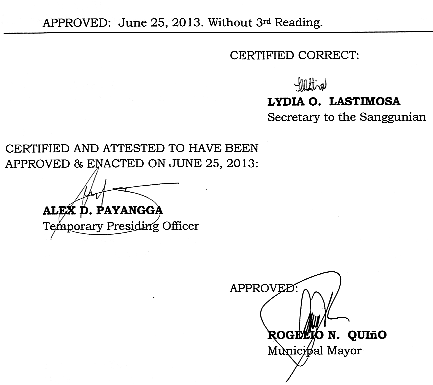 APPROVED: June 25, 2013. Without 3rd Reading.
CERTIFIED CORRECT:
LYDIA O. LASTIMOSA
Secretary to the Sanggunian
CERTIFIED AND ATTESTED TO HAVE BEEN
APPROVED & ENACTED ON JUNE 25, 2013:
ALEX D. PAYANGGA
Temporary Presiding Officer
APPROVED:
ROGELIO N. QUIñO
Municipal Mayor